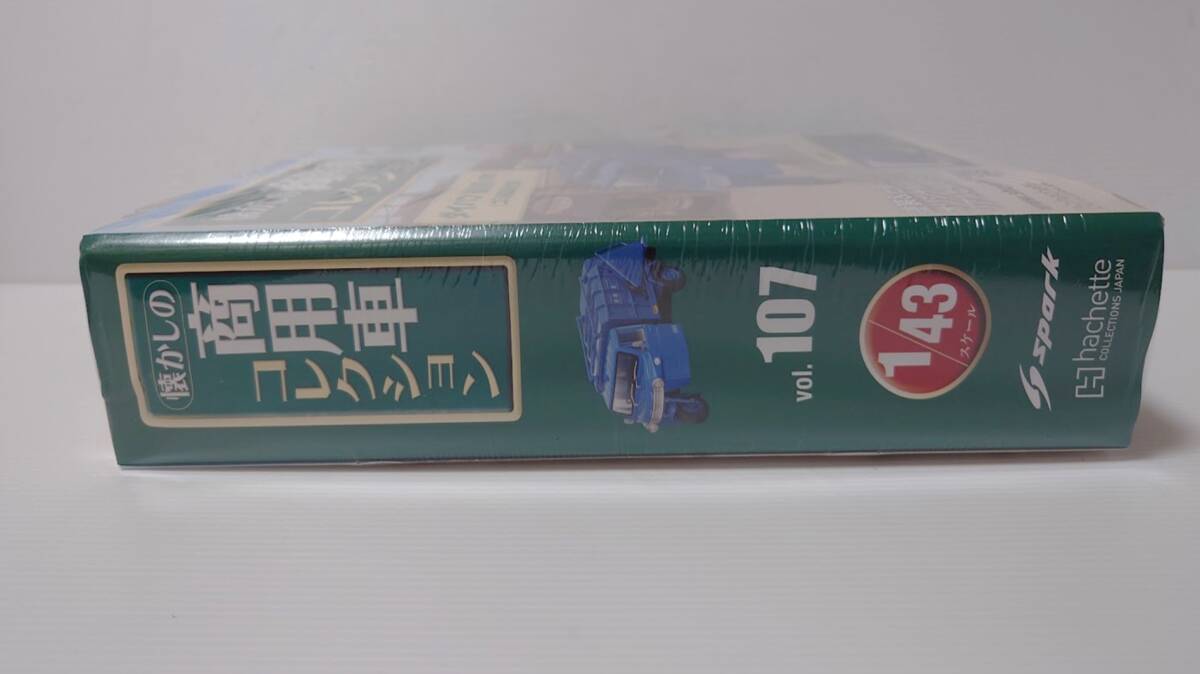 懐かしの
商用車
コレクション
vol. 107
1/43
スケール
spark
hachette
COLLECTIONS JAPAN